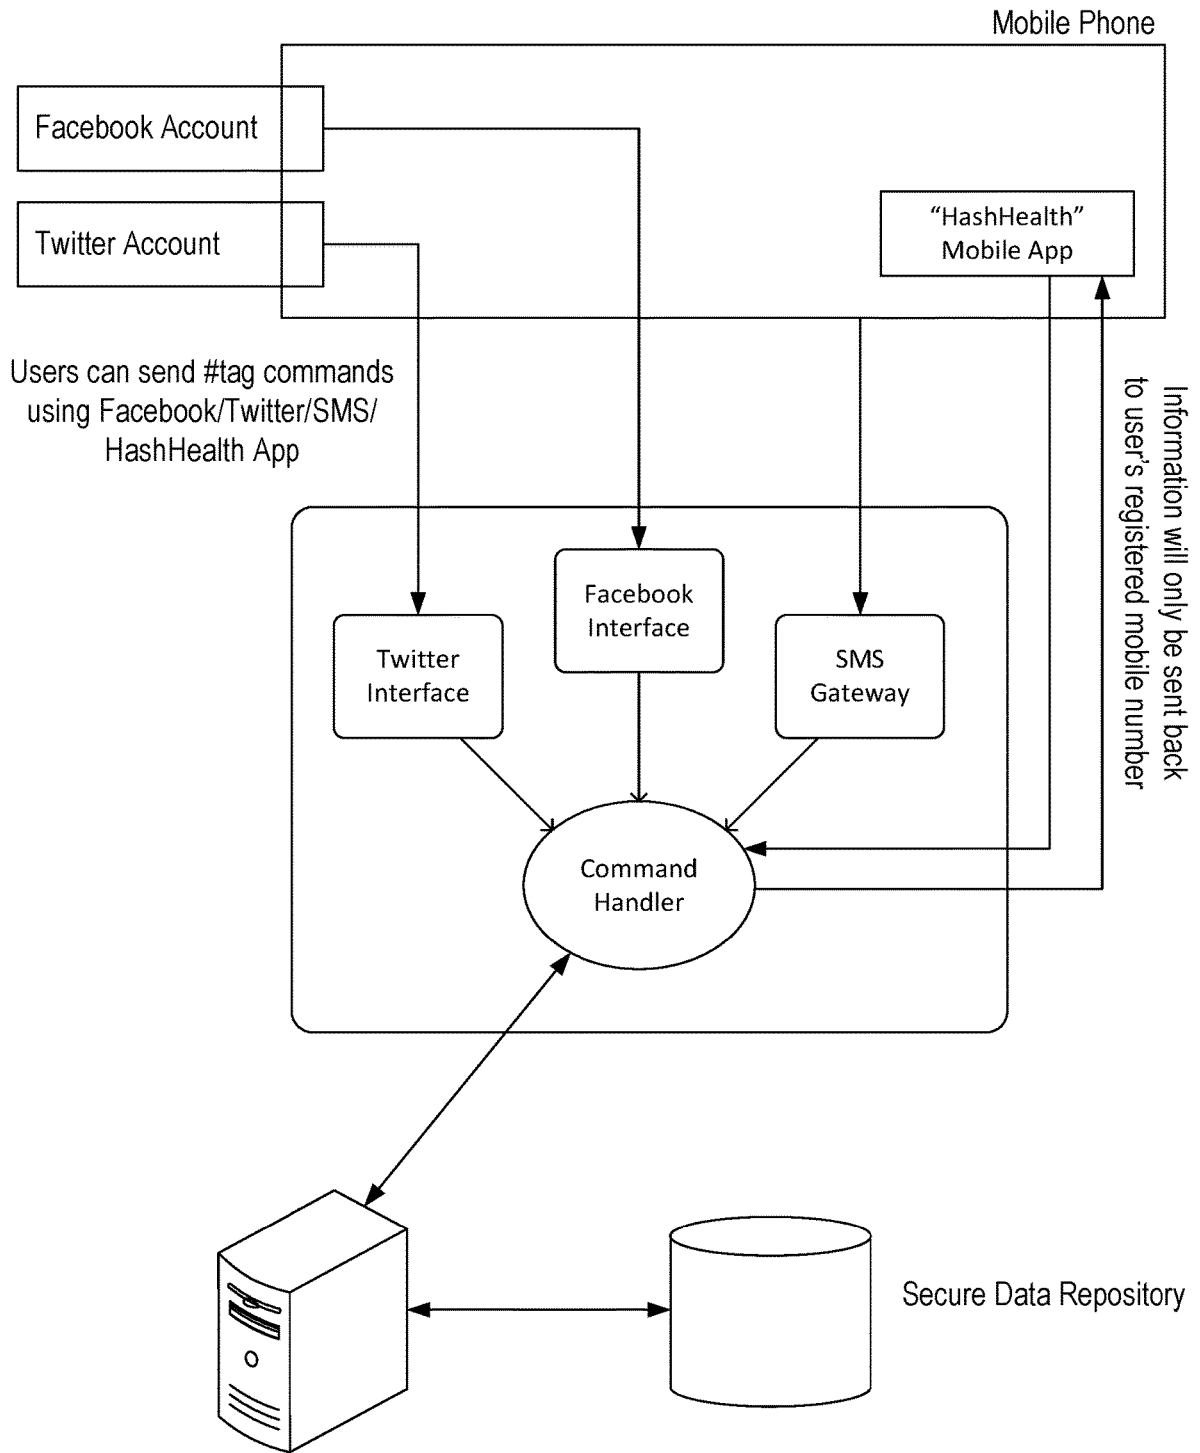 Mobile Phone
Facebook Account
Twitter Account
“HashHealth”
Mobile App
Users can send #tag commands
using Facebook/Twitter/SMS/
HashHealth App
Information will only be sent back
to user’s registered mobile number
Facebook
Interface
Twitter
Interface
SMS
Gateway
Command
Handler
Secure Data Repository